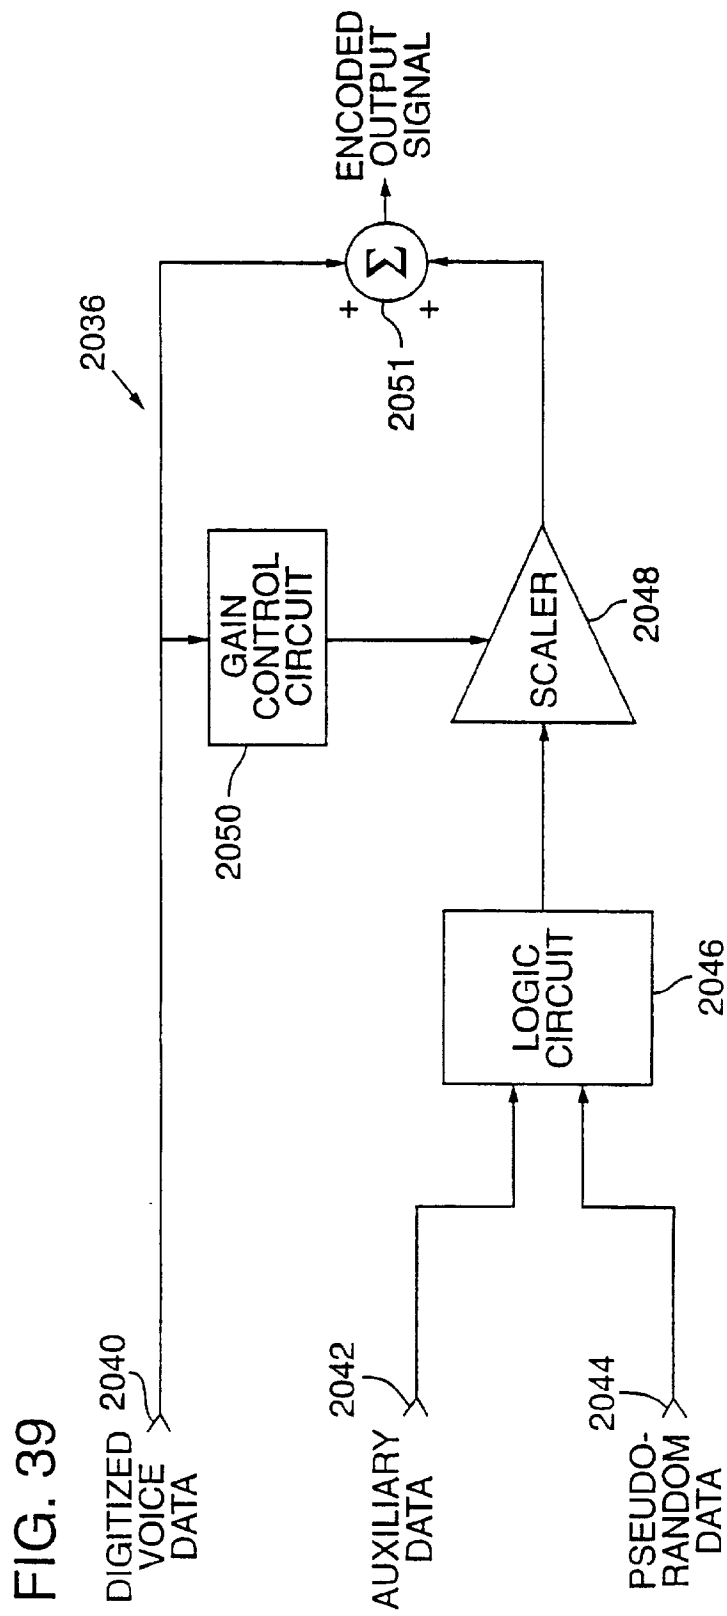 FIG. 39
DIGITIZED
VOICE
DATA
2040
2036
GAIN
CONTROL
CIRCUIT
2050
+
Σ
+
2051
ENCODED
OUTPUT
SIGNAL
AUXILIARY
DATA
2042
LOGIC
CIRCUIT
2046
SCALER
2048
PSEUDO-
RANDOM
DATA
2044